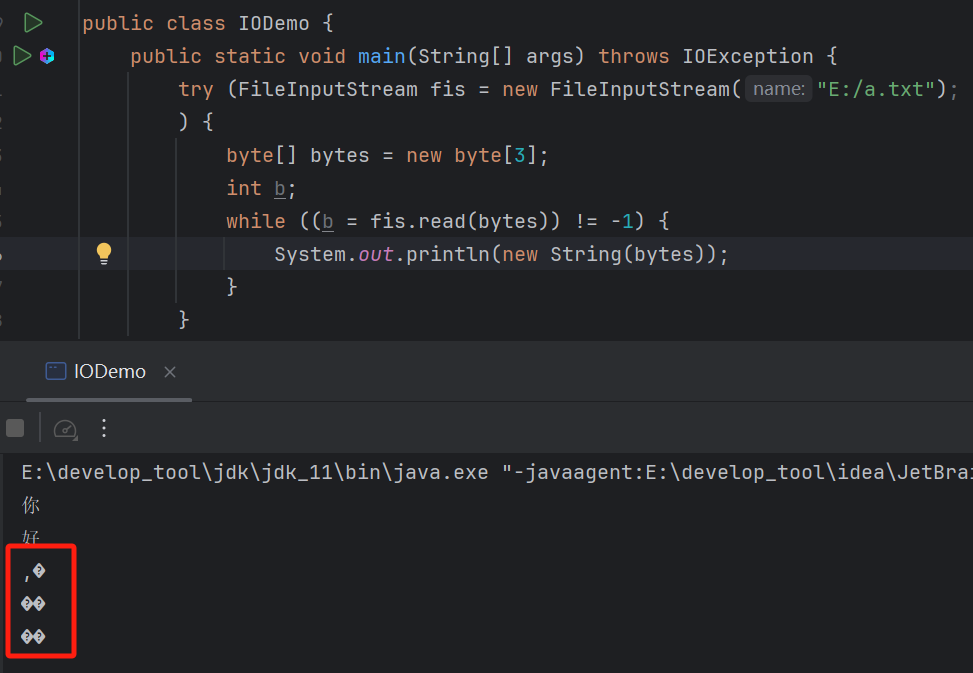 public class IODemo {
public static void main(String[] args) throws IOException {
try (FileInputStream fis = new FileInputStream( name: "E:/a.txt");
) {
byte[] bytes = new byte[3];
int b;
while ((b = fis.read(bytes)) != -1) {
System.out.println(new String(bytes));
}
}
IODemo
E:\develop_tool\jdk\jdk_11\bin\java.exe "-javaagent:E:\develop_tool\idea\JetBrai
你
好
,�
��
��